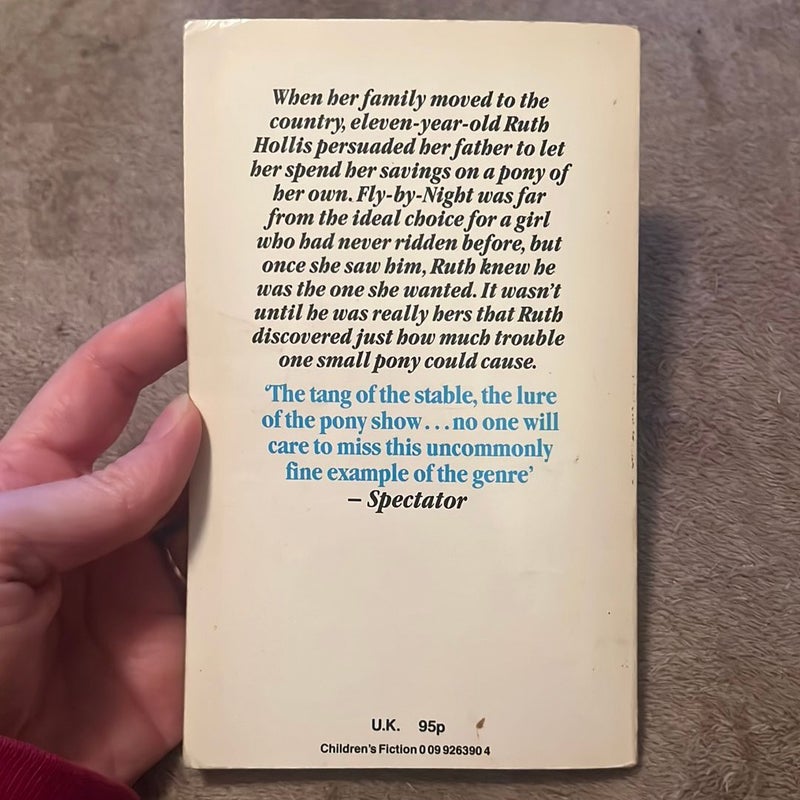 When her family moved to the
country, eleven-year-old Ruth
Hollis persuaded her father to let
her spend her savings on a pony of
her own. Fly-by-Night was far
from the ideal choice for a girl
who had never ridden before, but
once she saw him, Ruth knew he
was the one she wanted. It wasn't
until he was really hers that Ruth
discovered just how much trouble
one small pony could cause.
‘The tang of the stable, the lure
of the pony show...no one will
care to miss this uncommonly
fine example of the genre’
– Spectator
U.K. 95p
Children's Fiction 0 09 926390 4